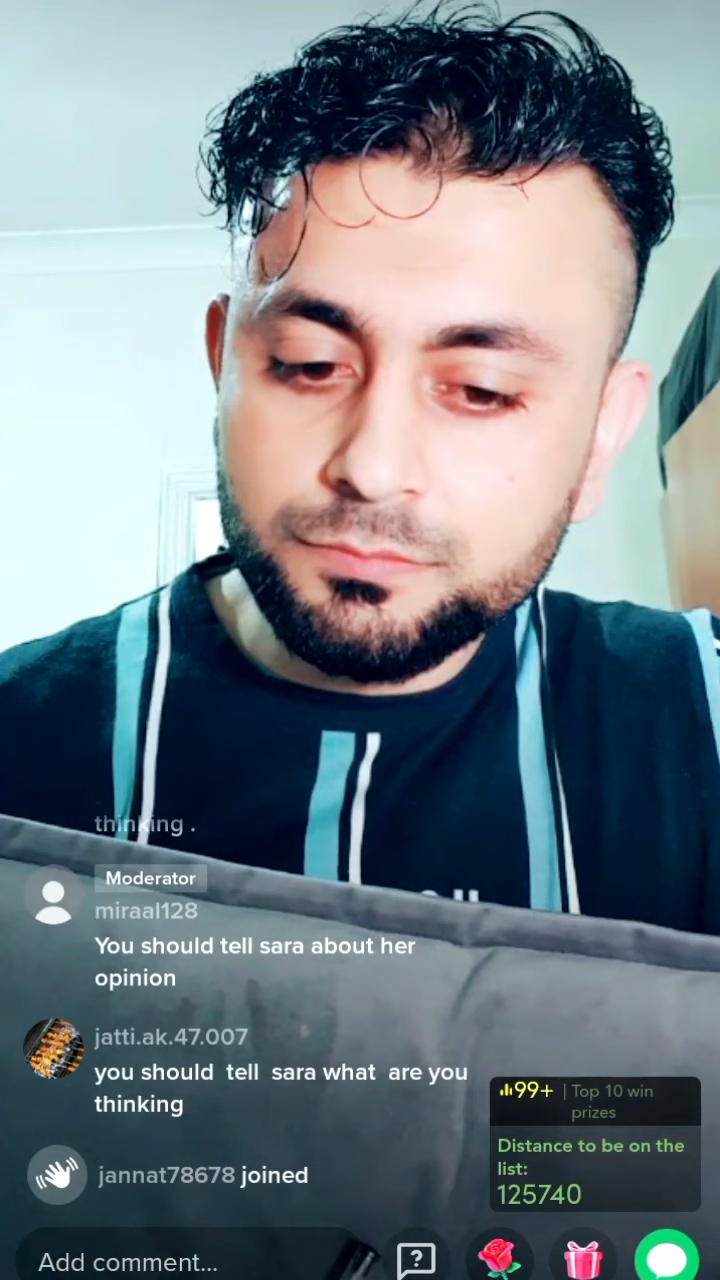 thinking .
Moderator
miraal128
You should tell sara about her
opinion
jatti.ak.47.007
you should tell sara what are you
thinking
jannat78678 joined
99+ | Top 10 win
prizes
Distance to be on the
list:
125740
Add comment...
?